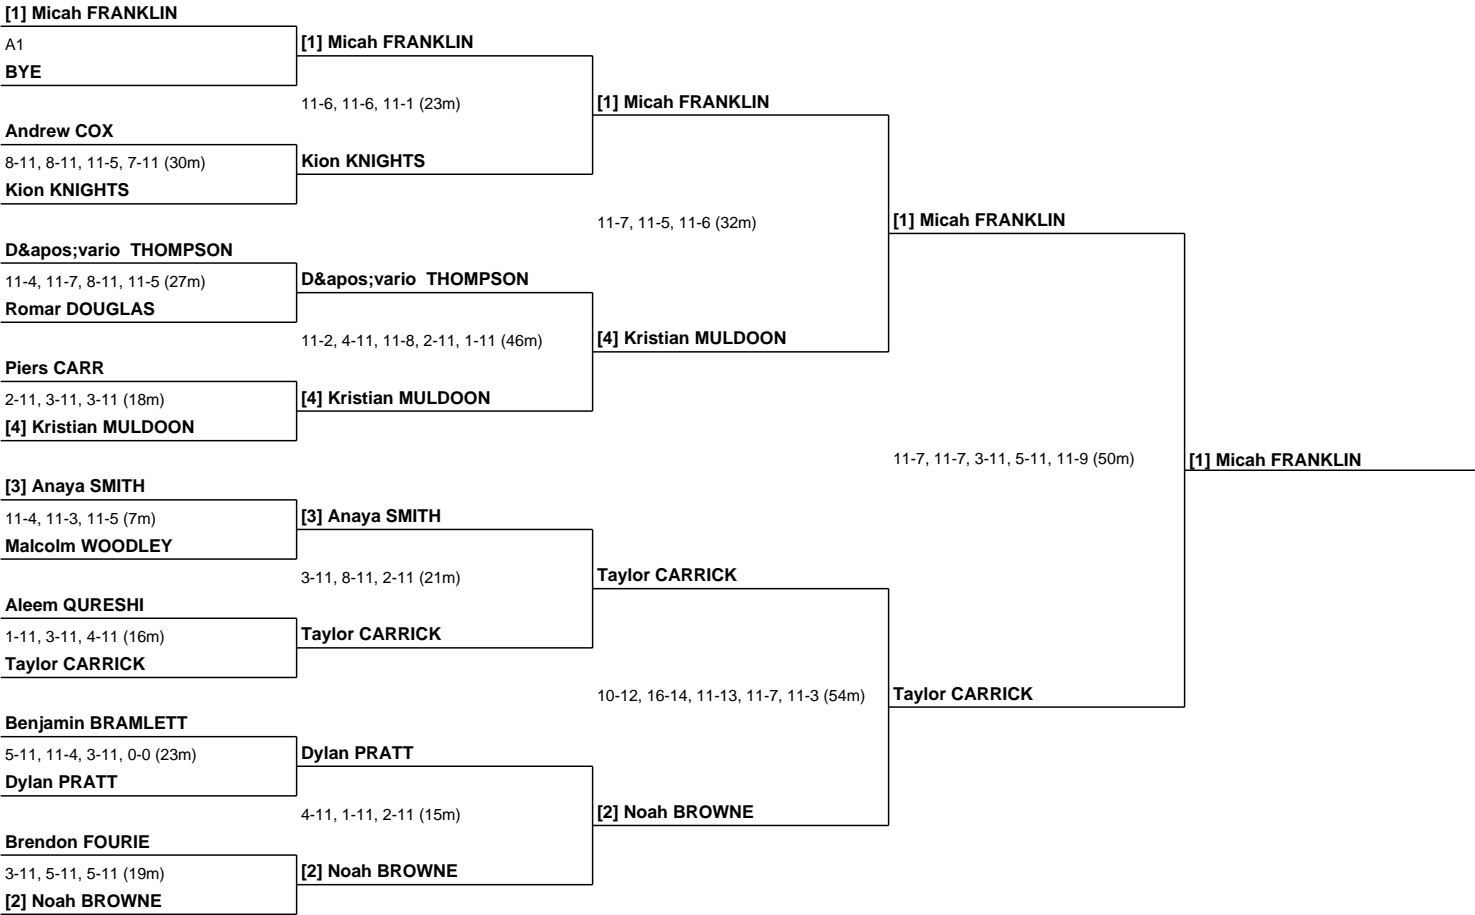 [1] Micah FRANKLIN
A1
BYE
Andrew COX
8-11, 8-11, 11-5, 7-11 (30m)
Kion KNIGHTS
D&apos;vario  THOMPSON
11-4, 11-7, 8-11, 11-5 (27m)
Romar DOUGLAS
Piers CARR
2-11, 3-11, 3-11 (18m)
[4] Kristian MULDOON
[3] Anaya SMITH
11-4, 11-3, 11-5 (7m)
Malcolm WOODLEY
Aleem QURESHI
1-11, 3-11, 4-11 (16m)
Taylor CARRICK
Benjamin BRAMLETT
5-11, 11-4, 3-11, 0-0 (23m)
Dylan PRATT
Brendon FOURIE
3-11, 5-11, 5-11 (19m)
[2] Noah BROWNE
[1] Micah FRANKLIN
11-6, 11-6, 11-1 (23m)
Kion KNIGHTS
D&apos;vario  THOMPSON
11-2, 4-11, 11-8, 2-11, 1-11 (46m)
[4] Kristian MULDOON
[3] Anaya SMITH
3-11, 8-11, 2-11 (21m)
Taylor CARRICK
Dylan PRATT
4-11, 1-11, 2-11 (15m)
[2] Noah BROWNE
[1] Micah FRANKLIN
11-7, 11-5, 11-6 (32m)
[4] Kristian MULDOON
Taylor CARRICK
10-12, 16-14, 11-13, 11-7, 11-3 (54m)
[2] Noah BROWNE
[1] Micah FRANKLIN
11-7, 11-7, 3-11, 5-11, 11-9 (50m)
Taylor CARRICK
[1] Micah FRANKLIN